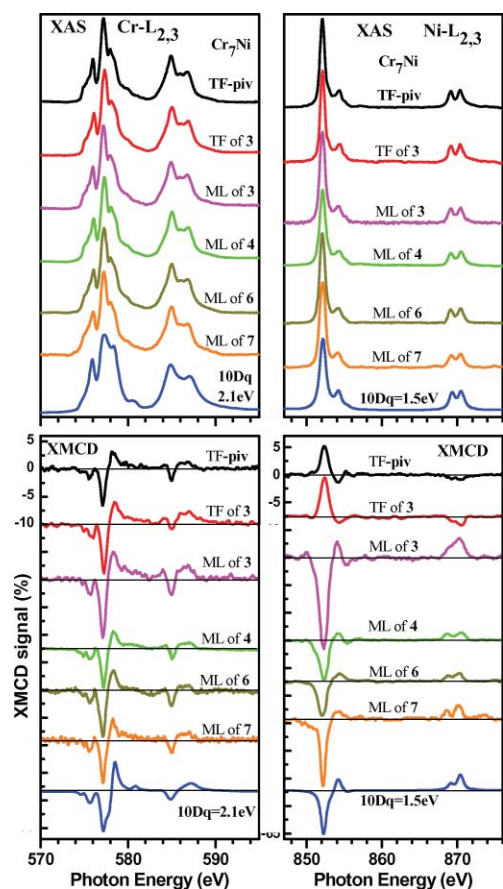 XAS Cr-L2,3
Cr7Ni
TF-piv
TF of 3
ML of 3
ML of 4
ML of 6
ML of 7
10Dq
2.1eV
XAS Ni-L2,3
Cr7Ni
TF-piv
TF of 3
ML of 3
ML of 4
ML of 6
ML of 7
10Dq=1.5eV
XMCD signal (%)
5
0
-5
-10
XMCD
TF-piv
TF of 3
ML of 3
ML of 4
ML of 6
ML of 7
10Dq=2.1eV
570 580 590
Photon Energy (eV)
5
0
-5
XMCD
TF-piv
TF of 3
ML of 3
ML of 4
ML of 6
ML of 7
10Dq=1.5eV
850 860 870
Photon Energy (eV)